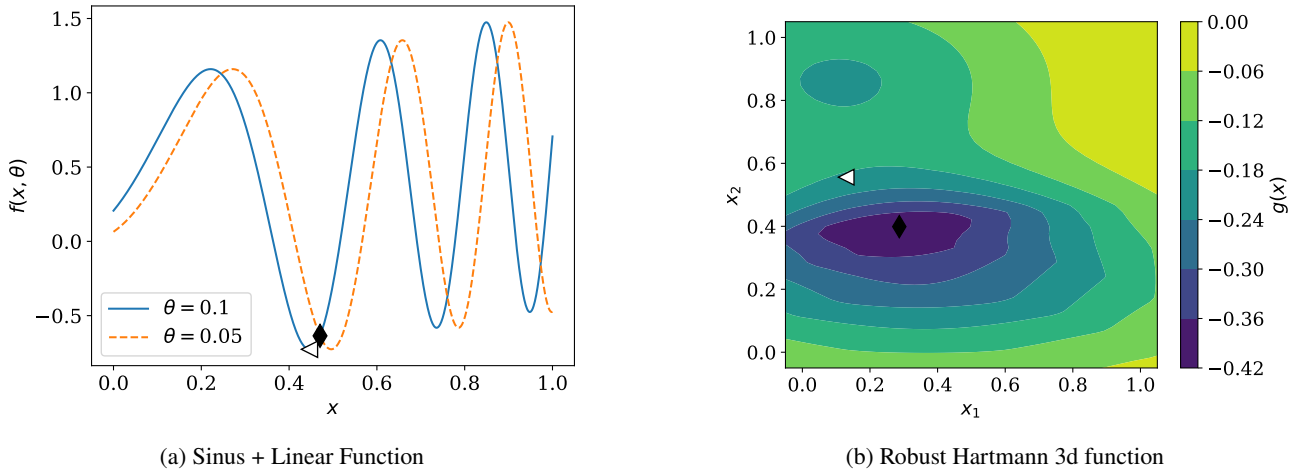 1.5
1.0
0.5
0.0
−0.5
f(x, θ)
θ = 0.1
θ = 0.05
0.0 0.2 0.4 0.6 0.8 1.0
x
(a) Sinus + Linear Function
1.0
0.8
0.6
0.4
0.2
0.0
x₂
0.0 0.2 0.4 0.6 0.8 1.0
x₁
0.00
−0.06
−0.12
−0.18
−0.24
−0.30
−0.36
−0.42
g(x)
(b) Robust Hartmann 3d function